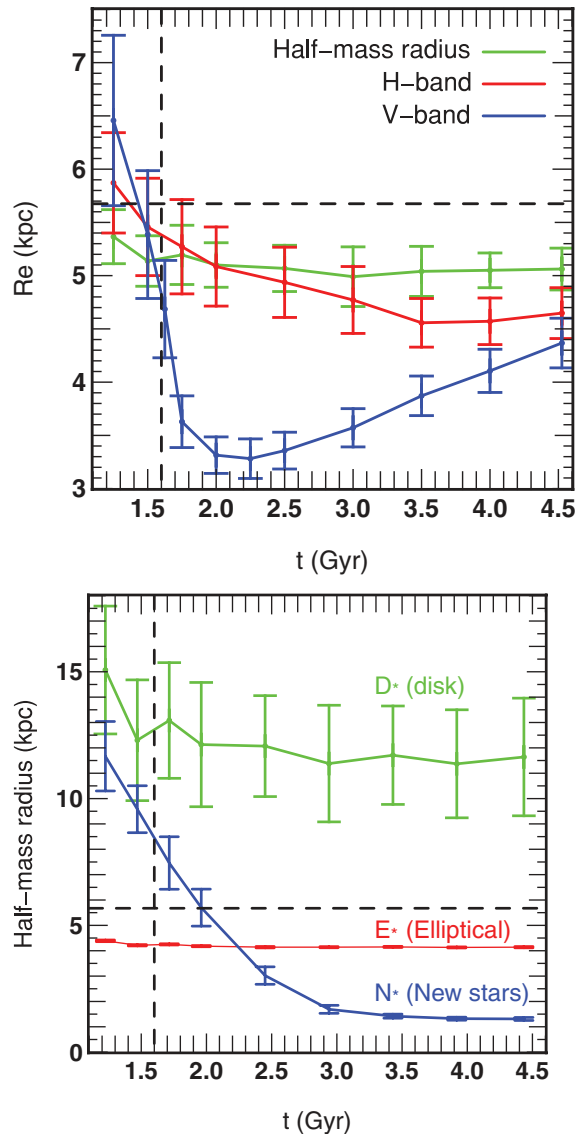 Half-mass radius
H-band
V-band
7
6
5
4
3
Re (kpc)
1.5 2.0 2.5 3.0 3.5 4.0 4.5
t (Gyr)
15
10
5
0
Half-mass radius (kpc)
D* (disk)
E* (Elliptical)
N* (New stars)
1.5 2.0 2.5 3.0 3.5 4.0 4.5
t (Gyr)